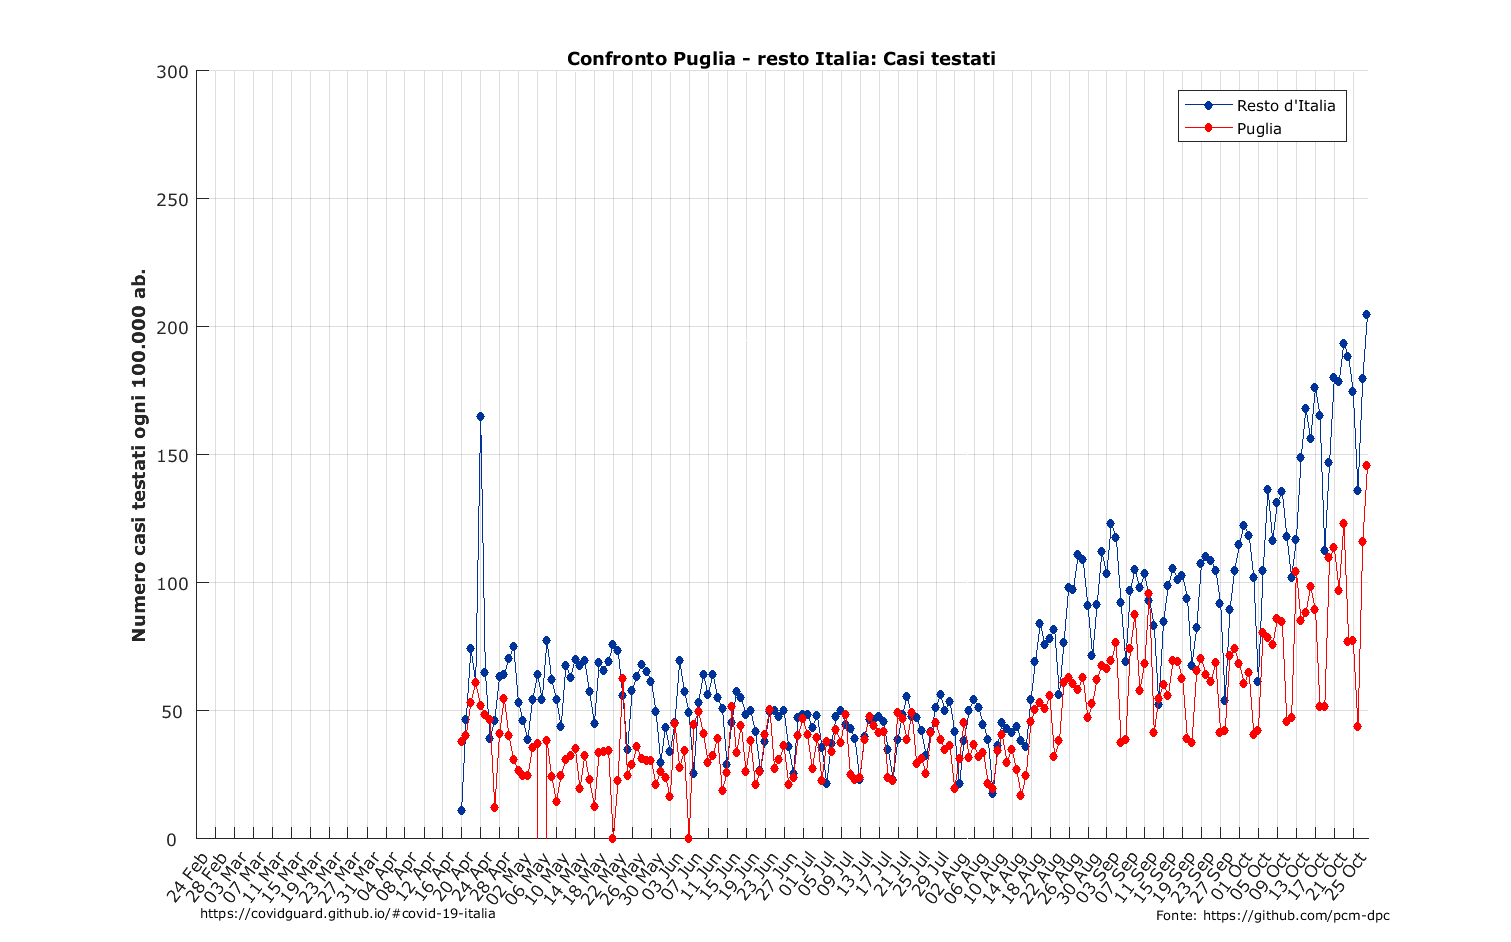 Confronto Puglia - resto Italia: Casi testati
Numero casi testati ogni 100.000 ab.
300
250
200
150
100
50
0
Resto d'Italia
Puglia
24 Feb
28 Feb
03 Mar
07 Mar
11 Mar
15 Mar
19 Mar
23 Mar
27 Mar
31 Mar
04 Apr
08 Apr
12 Apr
16 Apr
20 Apr
24 Apr
28 Apr
02 May
06 May
10 May
14 May
18 May
22 May
26 May
30 May
03 Jun
07 Jun
11 Jun
15 Jun
19 Jun
23 Jun
27 Jun
01 Jul
05 Jul
09 Jul
13 Jul
17 Jul
21 Jul
25 Jul
29 Jul
02 Aug
06 Aug
10 Aug
14 Aug
18 Aug
22 Aug
26 Aug
30 Aug
03 Sep
07 Sep
11 Sep
15 Sep
19 Sep
23 Sep
27 Sep
01 Oct
05 Oct
09 Oct
13 Oct
17 Oct
21 Oct
25 Oct
https://covidguard.github.io/#covid-19-italia
Fonte: https://github.com/pcm-dpc